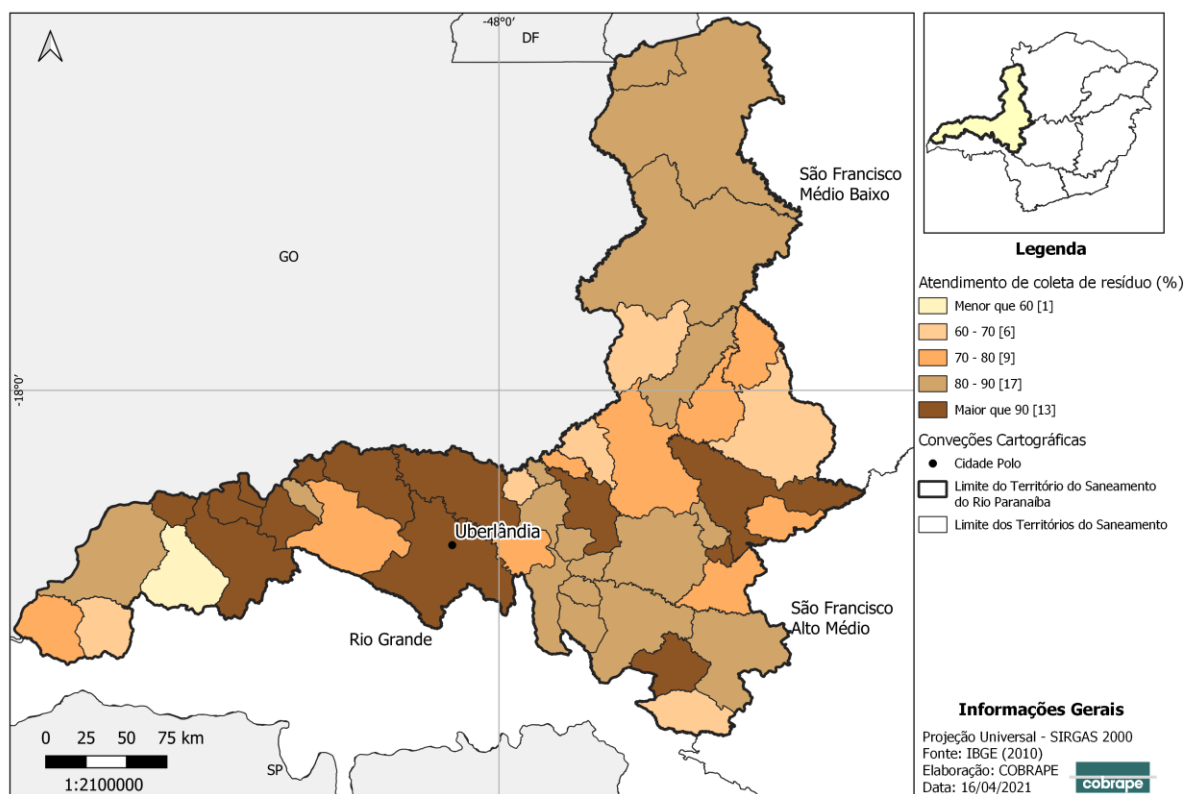 -48°0'
DF
São Francisco
Médio Baixo
GO
-18°0'
Uberlândia
Rio Grande
São Francisco
Alto Médio
0 25 50 75 km
1:2100000
SP
Legenda
Atendimento de coleta de resíduo (%)
Menor que 60 [1]
60 - 70 [6]
70 - 80 [9]
80 - 90 [17]
Maior que 90 [13]
Conveções Cartográficas
Cidade Polo
Limite do Território do Saneamento
do Rio Paranaíba
Limite dos Territórios do Saneamento
Informações Gerais
Projeção Universal - SIRGAS 2000
Fonte: IBGE (2010)
Elaboração: COBRAPE
Data: 16/04/2021
cobrape